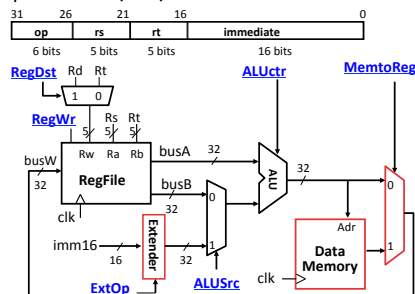 31 26 21 16 0
op rs rt immediate
6 bits 5 bits 5 bits 16 bits
RegDst Rd Rt ALUctr MemtoReg
1 0
RegWr Rs Rt
5 5 5
busW Rw Ra Rb busA 32 32
32 RegFile busB 0 ALU 0
clk 32
imm16 Extender 1 Adr
16 32 Data 1
Memory
ExtOp ALUSrc clk